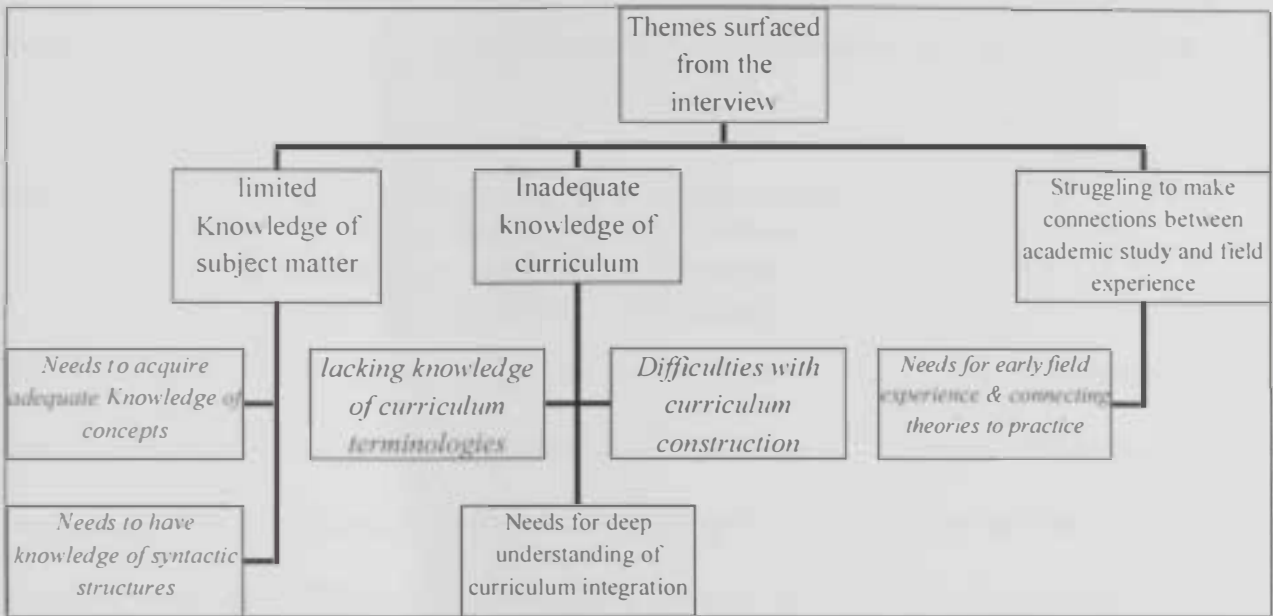 Themes surfaced
from the
interview
limited
Knowledge of
subject matter
Inadequate
knowledge of
curriculum
Struggling to make
connections between
academic study and field
experience
Needs to acquire
adequate Knowledge of
concepts
lacking knowledge
of curriculum
terminologies
Difficulties with
curriculum
construction
Needs for early field
experience & connecting
theories to practice
Needs to have
knowledge of syntactic
structures
Needs for deep
understanding of
curriculum integration